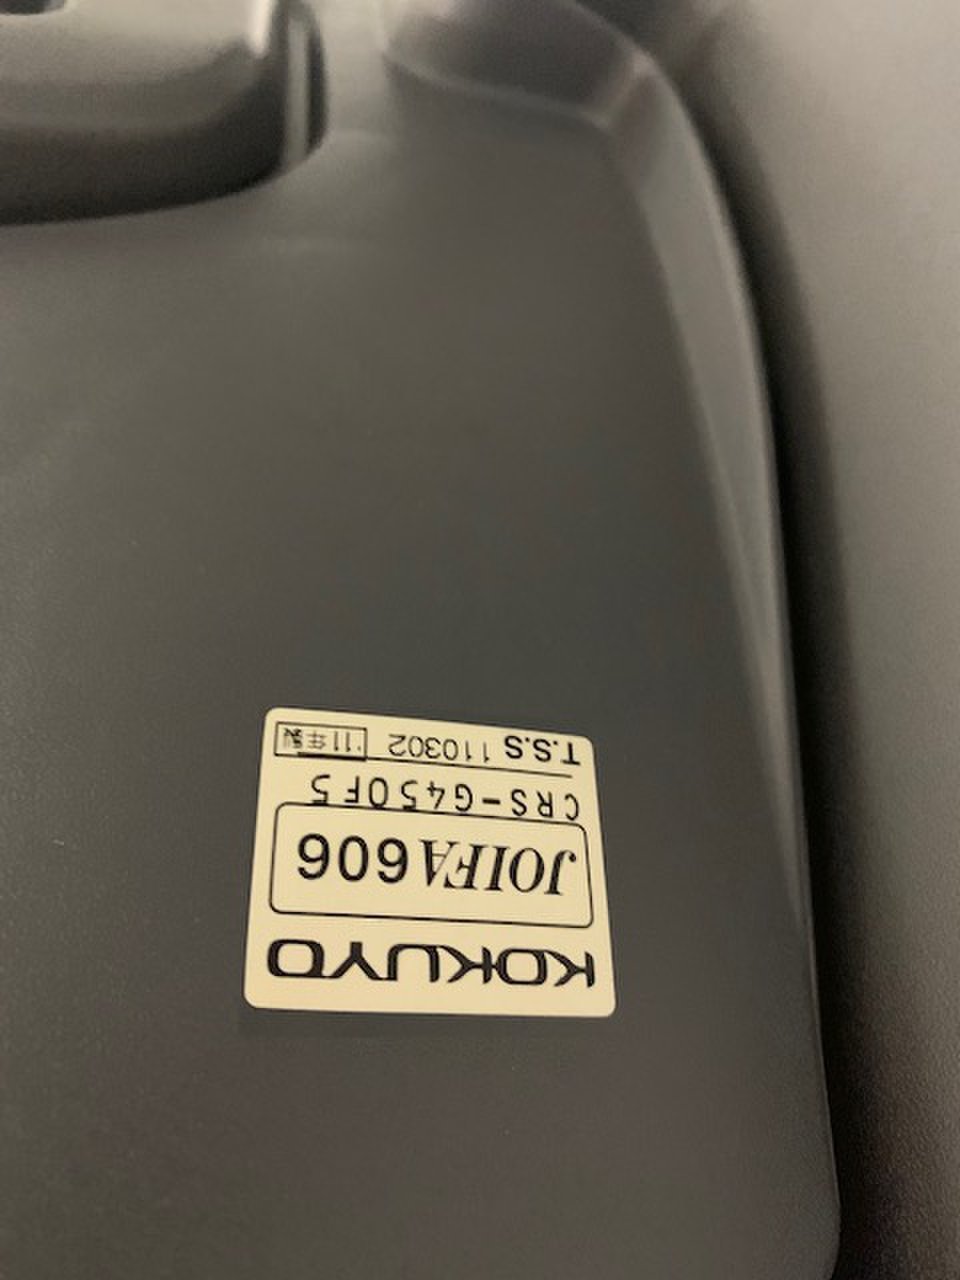 KOKUYO
JOIFA606
CRS-G450F5
T.S.S 110302 '11年製